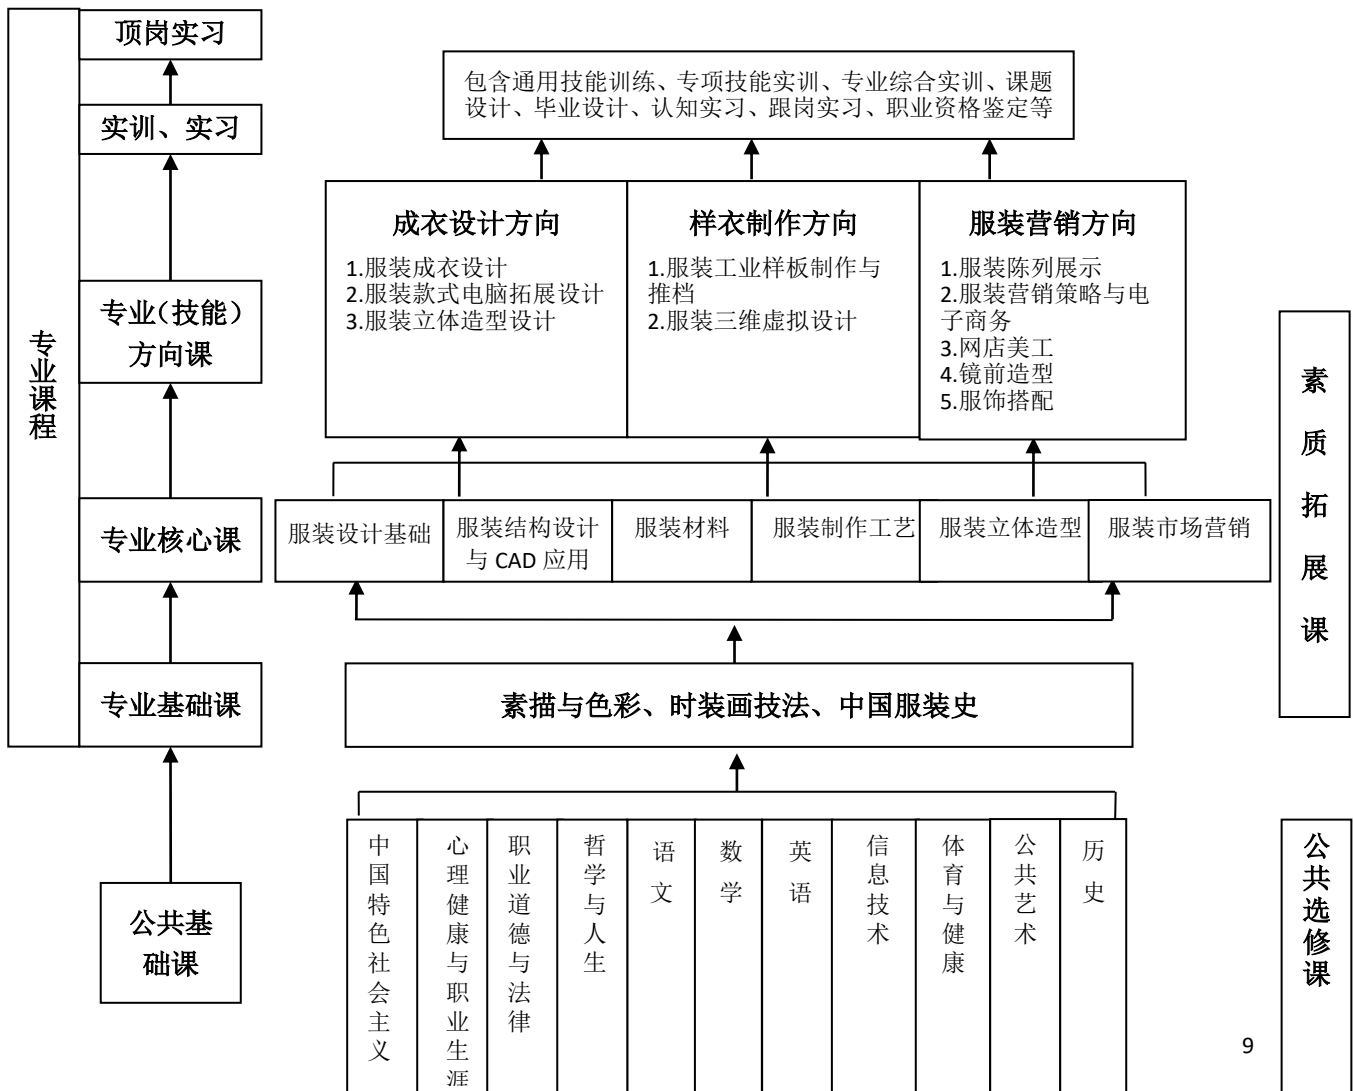 顶岗实习
实训、实习
专业（技能）
方向课
专业核心课
专业基础课
专业课程
公共基
础课
包含通用技能训练、专项技能实训、专业综合实训、课题
设计、毕业设计、认知实习、跟岗实习、职业资格鉴定等
成衣设计方向
1.服装成衣设计
2.服装款式电脑拓展设计
3.服装立体造型设计
样衣制作方向
1.服装工业样板制作与
推档
2.服装三维虚拟设计
服装营销方向
1.服装陈列展示
2.服装营销策略与电
子商务
3.网店美工
4.镜前造型
5.服饰搭配
服装设计基础
服装结构设计
与 CAD 应用
服装材料
服装制作工艺
服装立体造型
服装市场营销
素描与色彩、时装画技法、中国服装史
中国特色社会主义
心理健康与职业生涯
职业道德与法律
哲学与人生
语文
数学
英语
信息技术
体育与健康
公共艺术
历史
素质拓展课
公共选修课
9